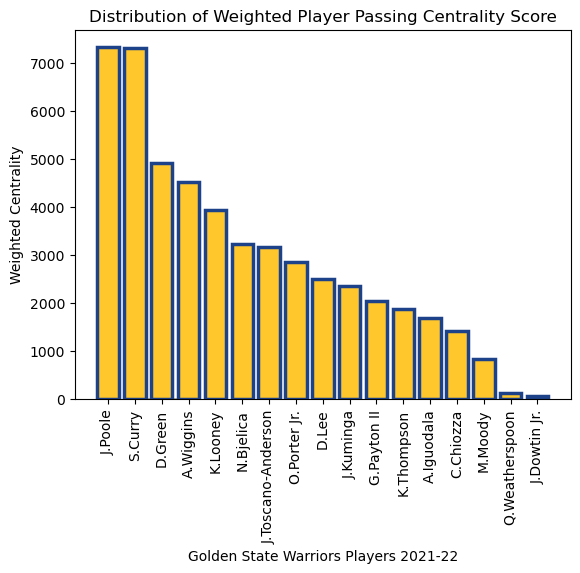 Distribution of Weighted Player Passing Centrality Score
Weighted Centrality
7000
6000
5000
4000
3000
2000
1000
0
J.Poole
S.Curry
D.Green
A.Wiggins
K.Looney
N.Bjelica
J.Toscano-Anderson
O.Porter Jr.
D.Lee
J.Kuminga
G.Payton II
K.Thompson
A.Iguodala
C.Chiozza
M.Moody
Q.Weatherspoon
J.Dowtin Jr.
Golden State Warriors Players 2021-22